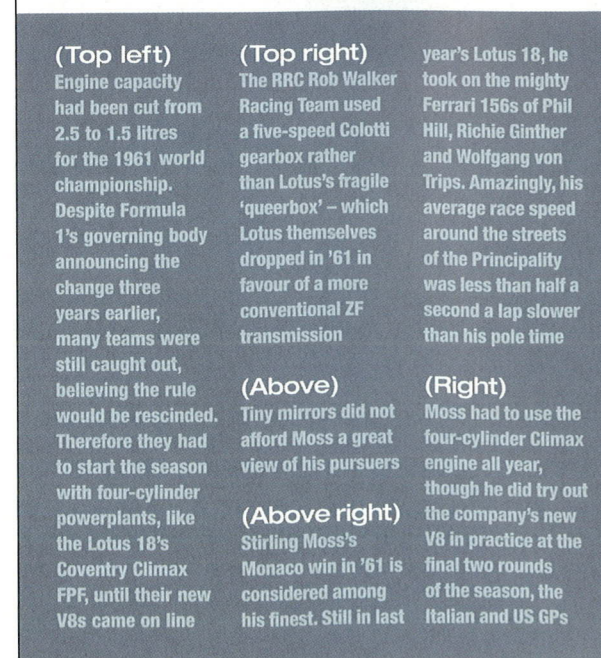 (Top left)
Engine capacity
had been cut from
2.5 to 1.5 litres
for the 1961 world
championship.
Despite Formula
1's governing body
announcing the
change three
years earlier,
many teams were
still caught out,
believing the rule
would be rescinded.
Therefore they had
to start the season
with four-cylinder
powerplants, like
the Lotus 18's
Coventry Climax
FPF, until their new
V8s came on line
(Top right)
The RRC Rob Walker
Racing Team used
a five-speed Colotti
gearbox rather
than Lotus's fragile
‘queerbox’ – which
Lotus themselves
dropped in ’61 in
favour of a more
conventional ZF
transmission
(Above)
Tiny mirrors did not
afford Moss a great
view of his pursuers
(Above right)
Stirling Moss's
Monaco win in ’61 is
considered among
his finest. Still in last
year's Lotus 18, he
took on the mighty
Ferrari 156s of Phil
Hill, Richie Ginther
and Wolfgang von
Trips. Amazingly, his
average race speed
around the streets
of the Principality
was less than half a
second a lap slower
than his pole time
(Right)
Moss had to use the
four-cylinder Climax
engine all year,
though he did try out
the company's new
V8 in practice at the
final two rounds
of the season, the
Italian and US GPs